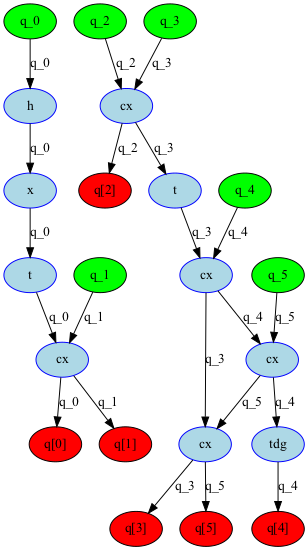 q_0 q_2 q_3
q_0 q_2 q_3
h cx
q_0 q_2 q_3
x q[2] t q_4
q_0 q_3 q_4
t q_1 cx q_5
q_0 q_1 q_4 q_5
cx q_3 cx
q_0 q_1 q_5 q_4
q[0] q[1] cx tdg
q_3 q_5 q_4
q[3] q[5] q[4]